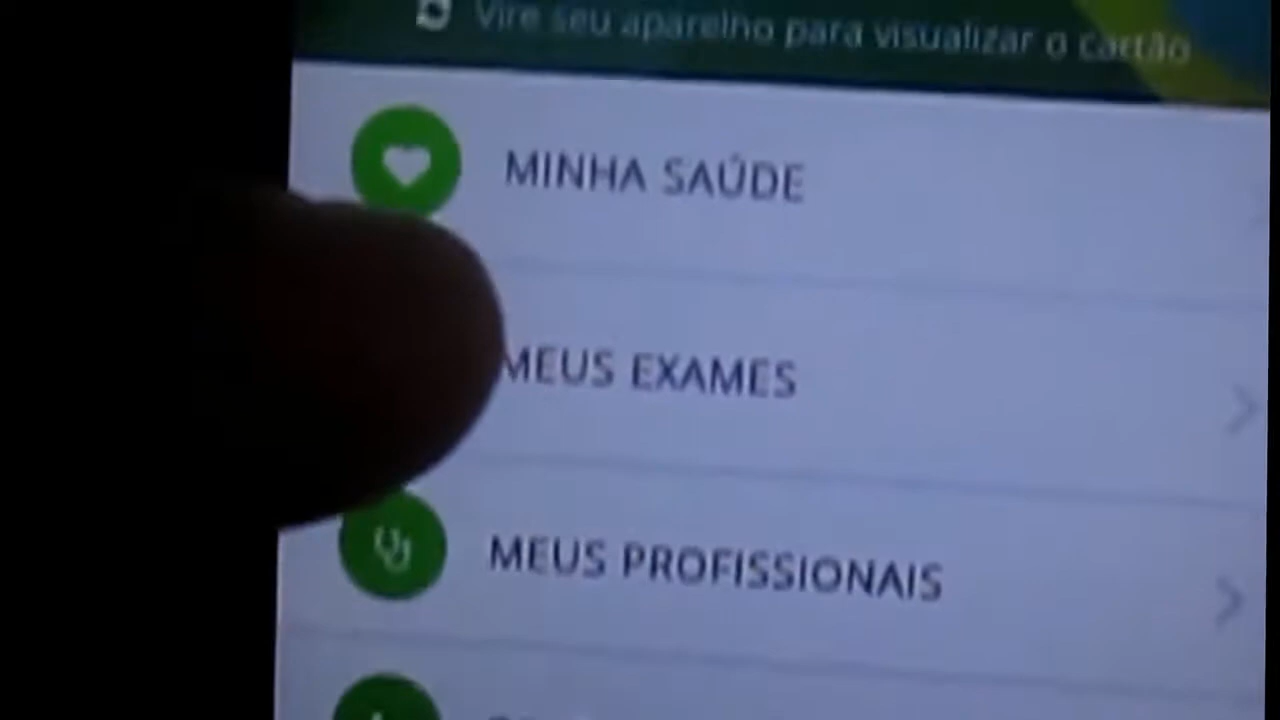 Vire seu aparelho para visualizar o cartão
MINHA SAÚDE
MEUS EXAMES
MEUS PROFISSIONAIS